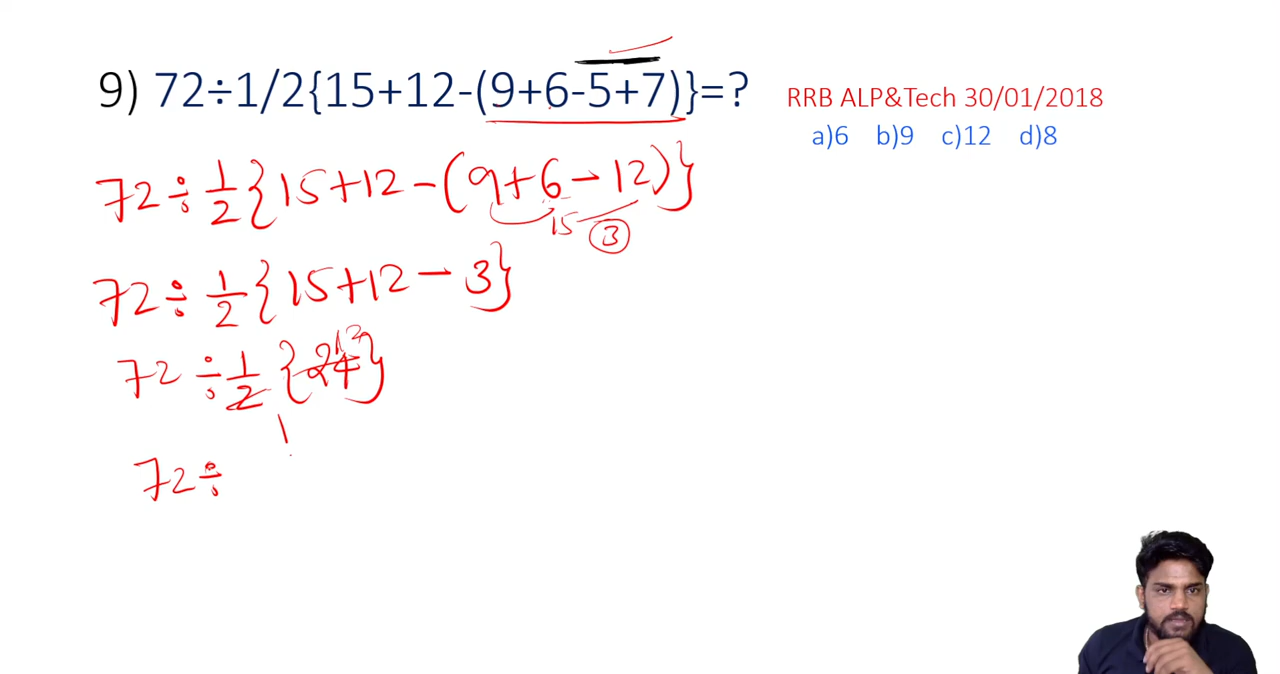 9) 72÷1/2{15+12-(9+6-5+7)}=?
RRB ALP&Tech 30/01/2018
a)6 b)9 c)12 d)8
72 ÷ 1/2 {15+12-(9+6-12)}
15 3
72 ÷ 1/2 {15+12-3}
12
72 ÷ 1/2 {24}
1
72 ÷